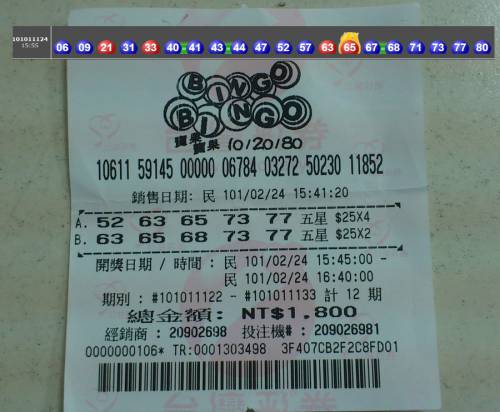 101011124
15:55
06 09 21 31 33 40 41 43 44 47 52 57 63 65 67 68 71 73 77 80
BINGO
BINGO
賓果
賓果 10/20/80
10611 59145 00000 06784 03272 50230 11852
銷售日期: 民 101/02/24 15:41:20
A. 52 63 65 73 77 五星 $25X4
B. 63 65 68 73 77 五星 $25X2
開獎日期 / 時間 : 民 101/02/24 15:45:00 -
民 101/02/24 16:40:00
期別 : #101011122 - #101011133 計 12 期
總金額: NT$1,800
經銷商 : 20902698 投注機# : 209026981
0000000106* TR:0001303498 3F407CB2F2C8FD01